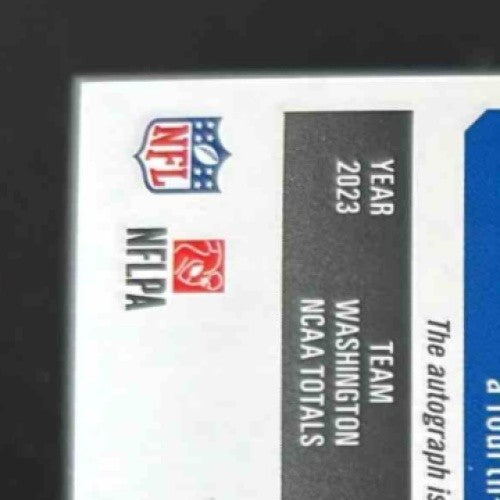 The autograph is
YEAR TEAM
2023 WASHINGTON
NCAA TOTALS
NFL
NFLPA